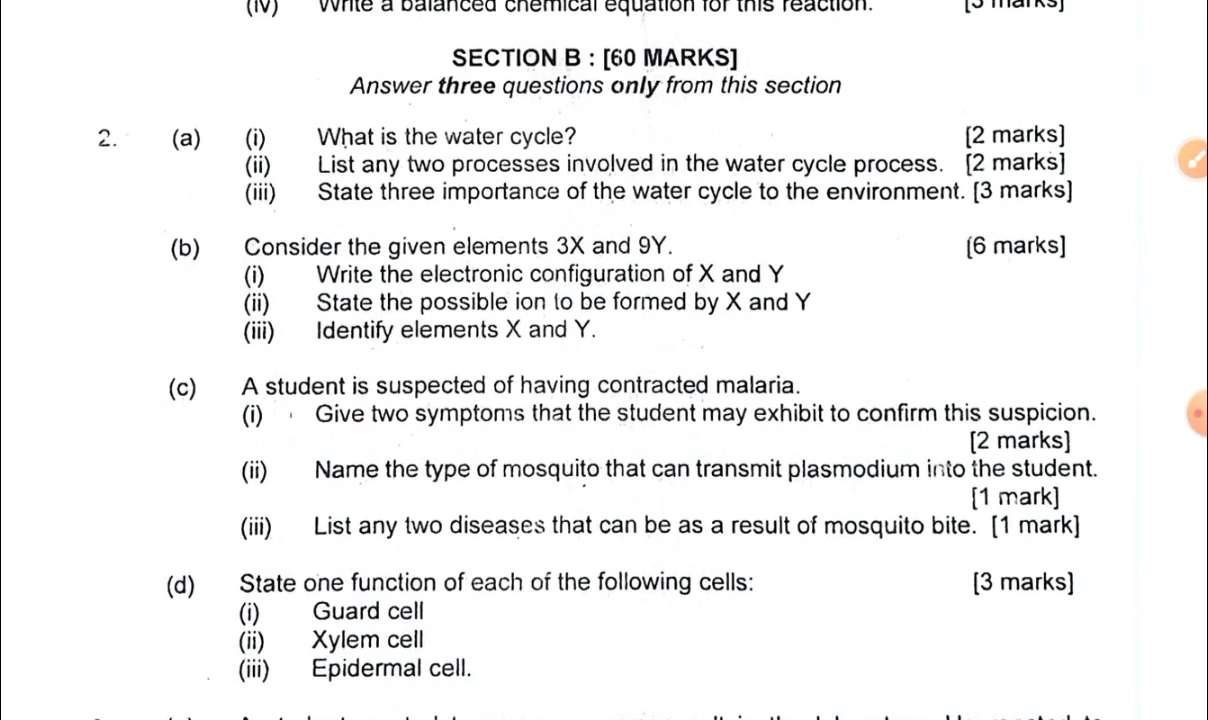 (iv) Write a balanced chemical equation for this reaction. [3 marks]
SECTION B : [60 MARKS]
Answer three questions only from this section
2. (a) (i) What is the water cycle? [2 marks]
(ii) List any two processes involved in the water cycle process. [2 marks]
(iii) State three importance of the water cycle to the environment. [3 marks]
(b) Consider the given elements 3X and 9Y. [6 marks]
(i) Write the electronic configuration of X and Y
(ii) State the possible ion to be formed by X and Y
(iii) Identify elements X and Y.
(c) A student is suspected of having contracted malaria.
(i) Give two symptoms that the student may exhibit to confirm this suspicion.
[2 marks]
(ii) Name the type of mosquito that can transmit plasmodium into the student.
[1 mark]
(iii) List any two diseases that can be as a result of mosquito bite. [1 mark]
(d) State one function of each of the following cells: [3 marks]
(i) Guard cell
(ii) Xylem cell
(iii) Epidermal cell.